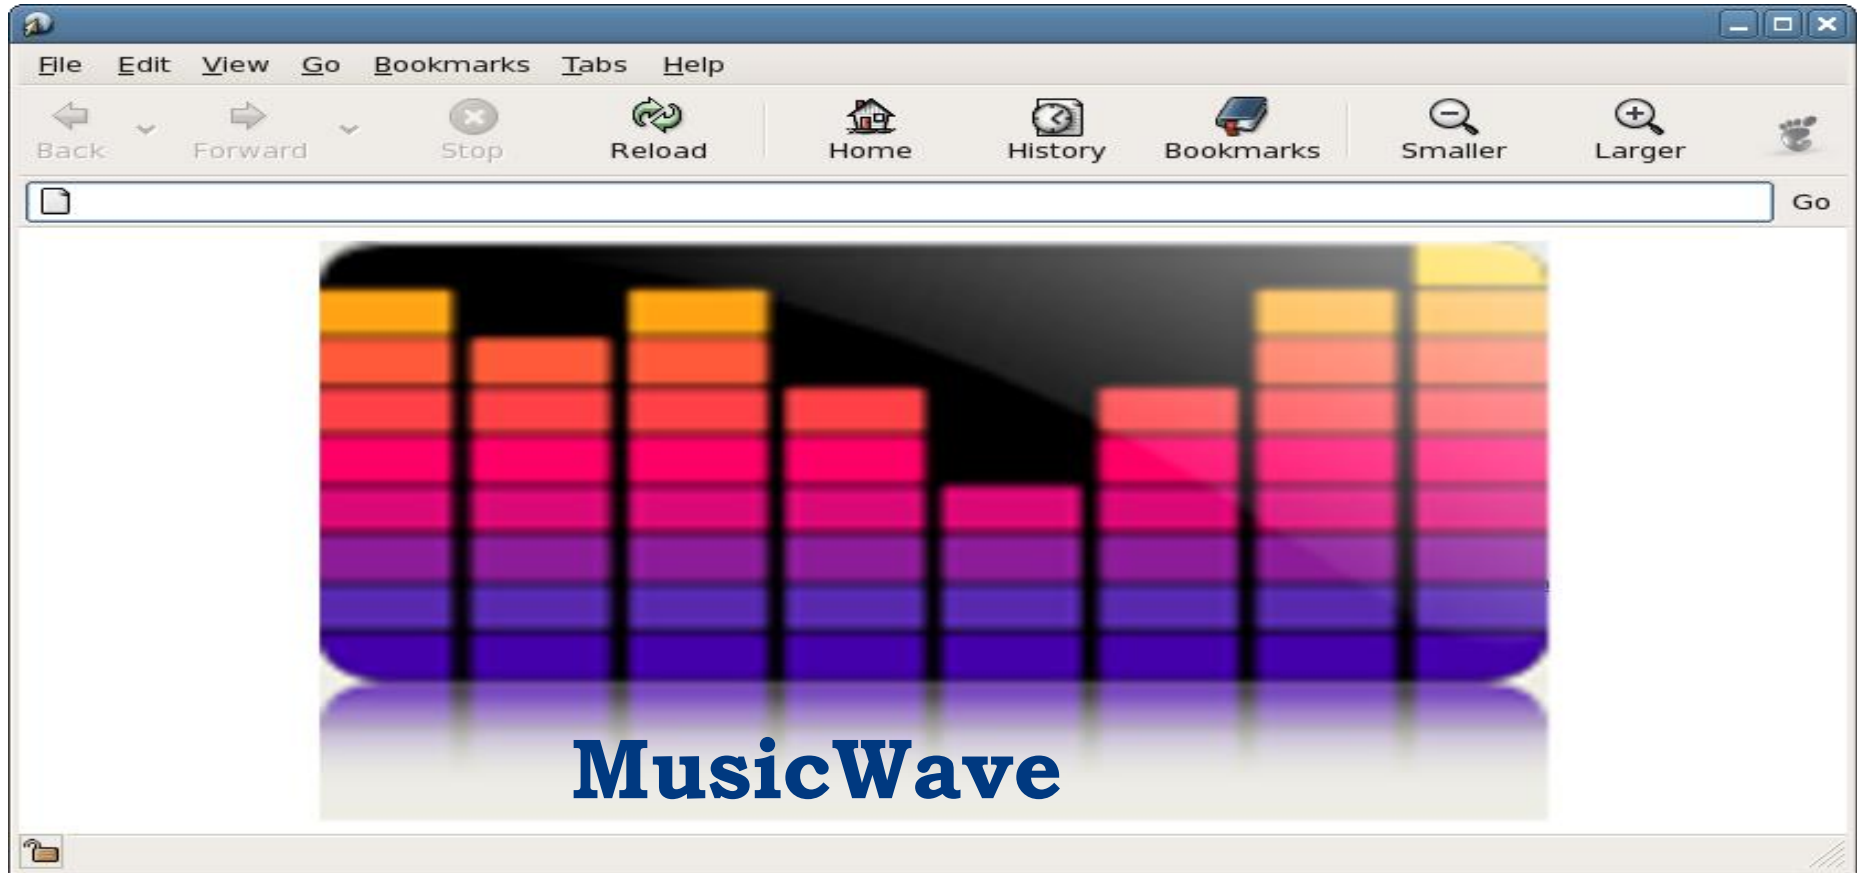 File Edit View Go Bookmarks Tabs Help
Back Forward Stop Reload Home History Bookmarks Smaller Larger
Go
MusicWave